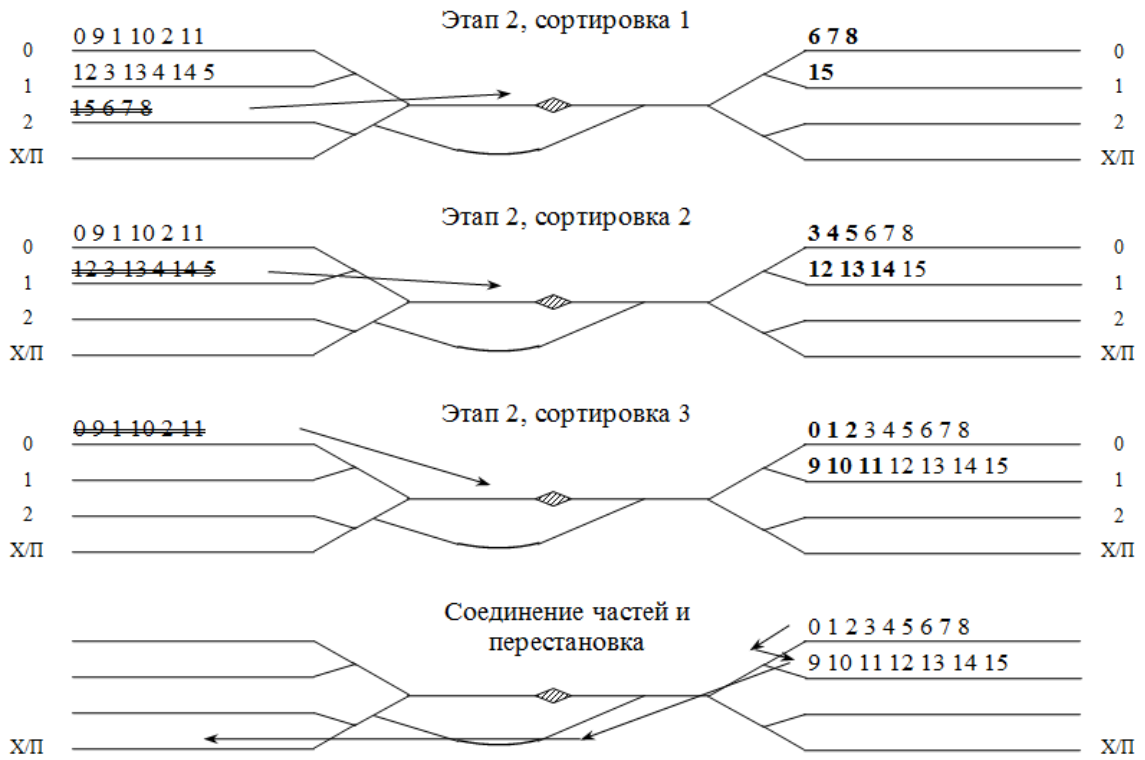 Этап 2, сортировка 1
0 9 1 10 2 11
6 7 8
0
0
12 3 13 4 14 5
15
1
1
15 6 7 8
2
2
Х/П
Х/П
Этап 2, сортировка 2
0 9 1 10 2 11
3 4 5 6 7 8
0
0
12 3 13 4 14 5
12 13 14 15
1
1
2
2
Х/П
Х/П
Этап 2, сортировка 3
0 9 1 10 2 11
0 1 2 3 4 5 6 7 8
0
0
9 10 11 12 13 14 15
1
1
2
2
Х/П
Х/П
Соединение частей и
перестановка
0 1 2 3 4 5 6 7 8
9 10 11 12 13 14 15
Х/П
Х/П